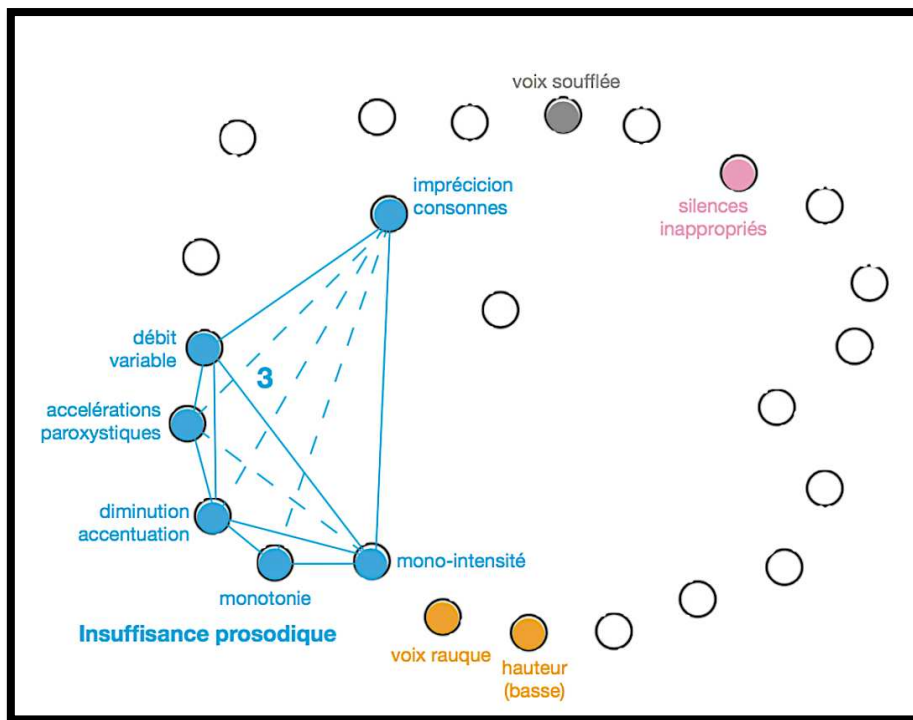 voix soufflée
imprécicion
consonnes
silences
inappropriés
débit
variable
3
accelérations
paroxystiques
diminution
accentuation
mono-intensité
monotonie
Insuffisance prosodique
voix rauque
hauteur
(basse)